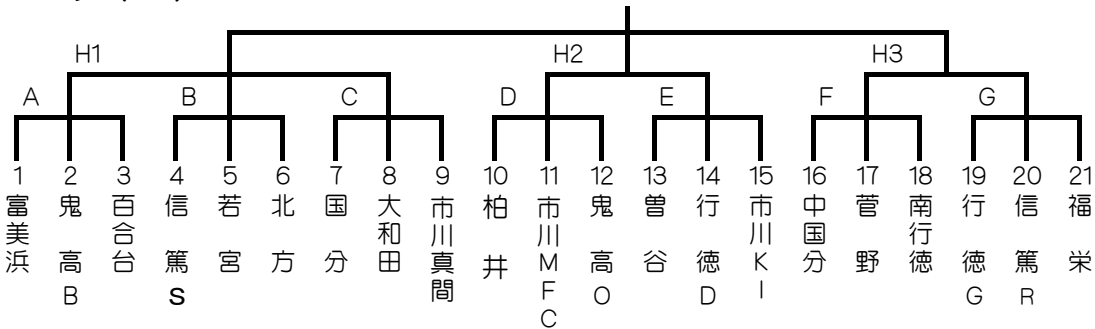 H1 H2 H3
A B C D E F G
1 2 3 4 5 6 7 8 9 10 11 12 13 14 15 16 17 18 19 20 21
富美浜
鬼高B
百合台
信篤S
若宮
北方
国分
大和田
市川真間
柏井
市川MFC
鬼高O
曽谷
行徳D
市川KI
中国分
菅野
南行徳
行徳G
信篤R
福栄